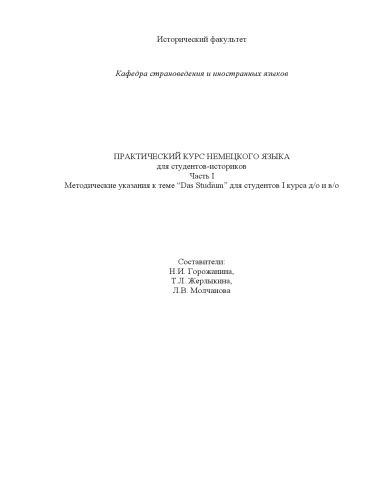 Исторический факультет
Кафедра страноведения и иностранных языков
ПРАКТИЧЕСКИЙ КУРС НЕМЕЦКОГО ЯЗЫКА
для студентов-историков
Часть I
Методические указания к теме “Das Studium” для студентов I курса д/о и в/о
Составители:
Н.И. Горожанина,
Т.Л. Жерлыкина,
Л.В. Молчанова